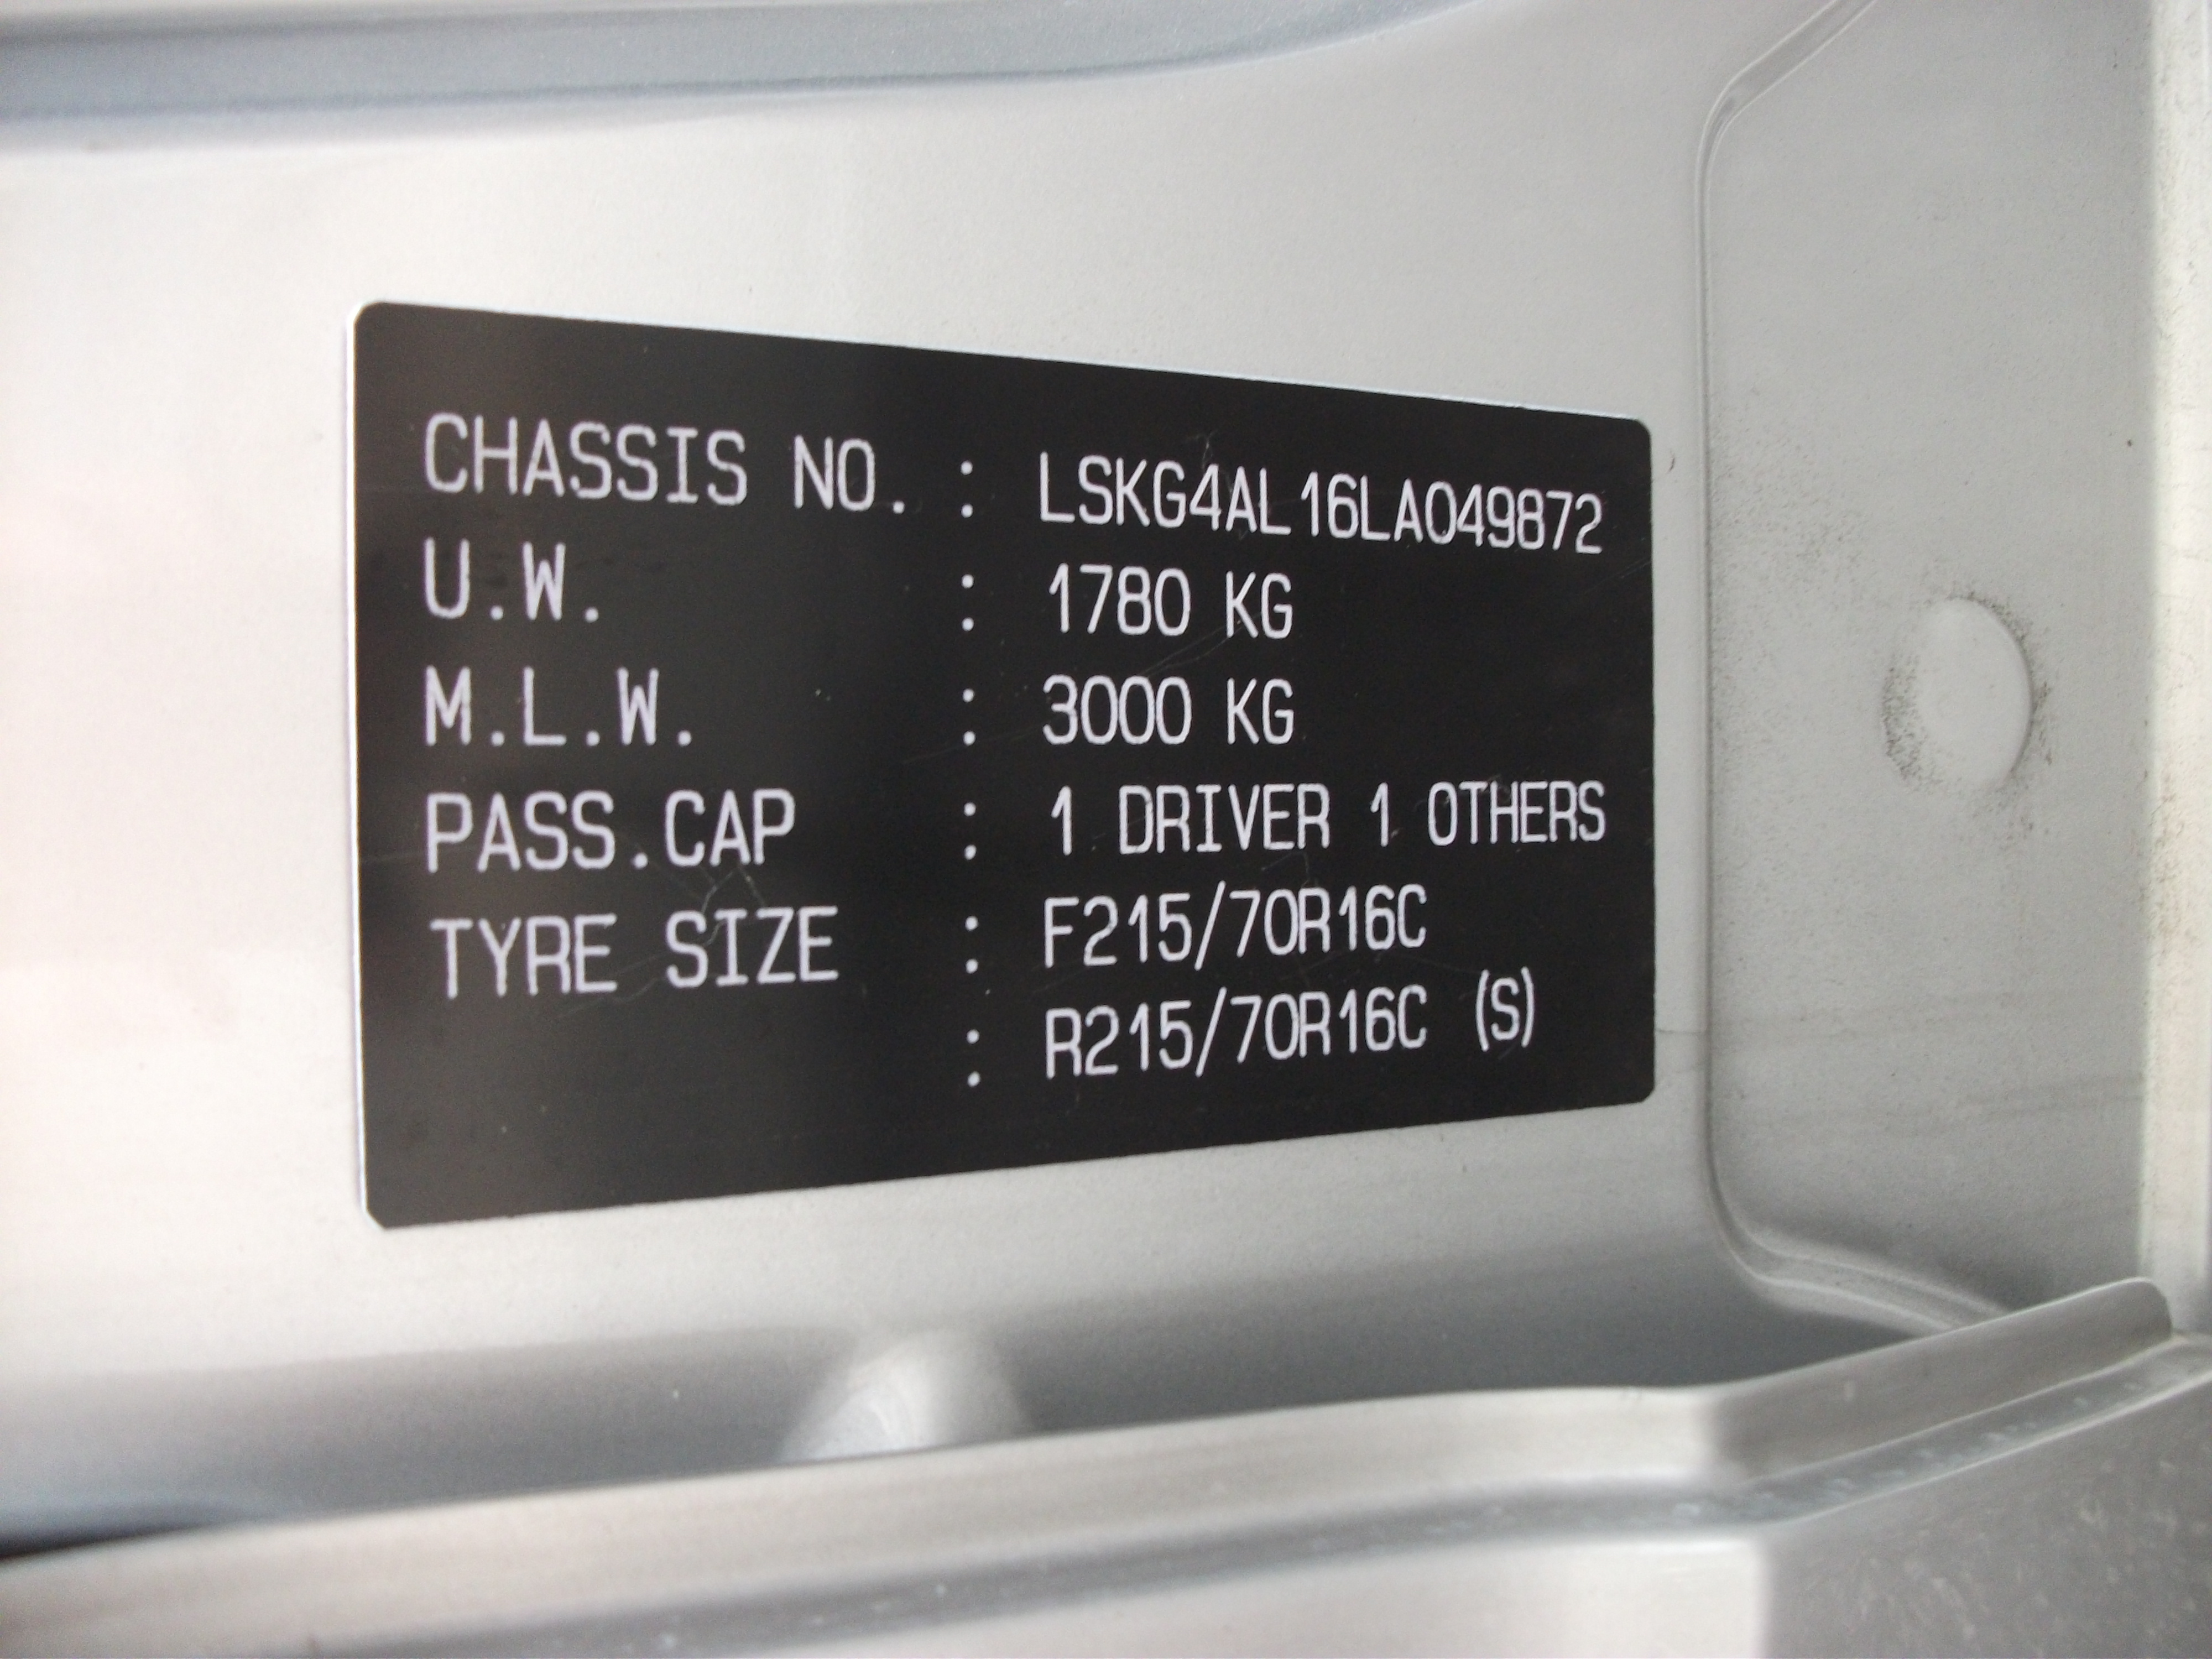 CHASSIS NO. : LSKG4AL16LA049872
U.W. : 1780 KG
M.L.W. : 3000 KG
PASS.CAP : 1 DRIVER 1 OTHERS
TYRE SIZE : F215/70R16C
: R215/70R16C (S)